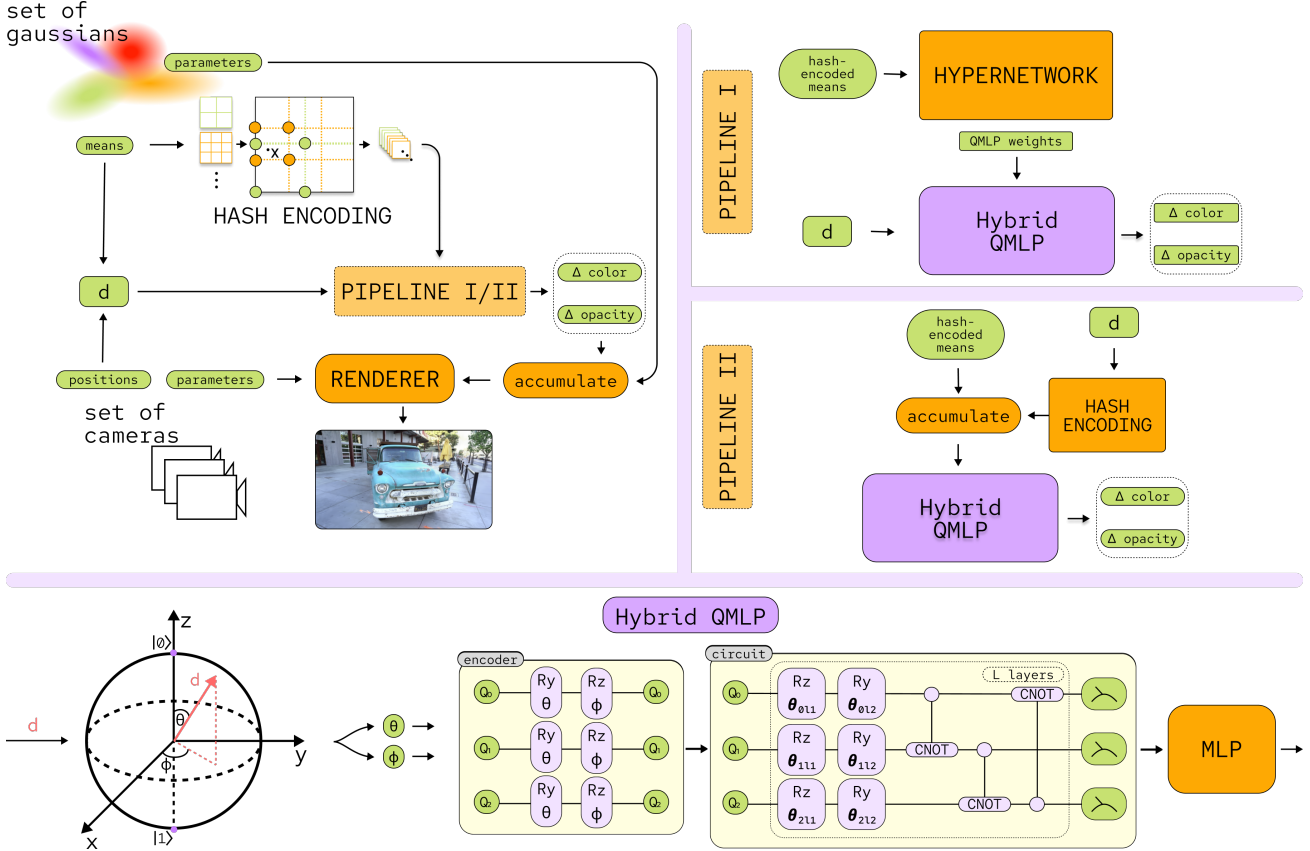 set of
gaussians
parameters
means
x
HASH ENCODING
d
PIPELINE I/II
Δ color
Δ opacity
positions
parameters
RENDERER
accumulate
set of
cameras
PIPELINE I
hash-
encoded
means
HYPERNETWORK
QMLP weights
d
Hybrid
QMLP
Δ color
Δ opacity
PIPELINE II
hash-
encoded
means
d
accumulate
HASH
ENCODING
Hybrid
QMLP
Δ color
Δ opacity
Hybrid QMLP
d
z
|0⟩
d
θ
ϕ
y
x
|1⟩
θ
ϕ
encoder
Q₀
Ry
θ
Rz
ϕ
Q₀
Q₁
Ry
θ
Rz
ϕ
Q₁
Q₂
Ry
θ
Rz
ϕ
Q₂
circuit
L layers
Q₀
Rz
θ0l1
Ry
θ0l2
CNOT
Q₁
Rz
θ1l1
Ry
θ1l2
CNOT
Q₂
Rz
θ2l1
Ry
θ2l2
CNOT
MLP